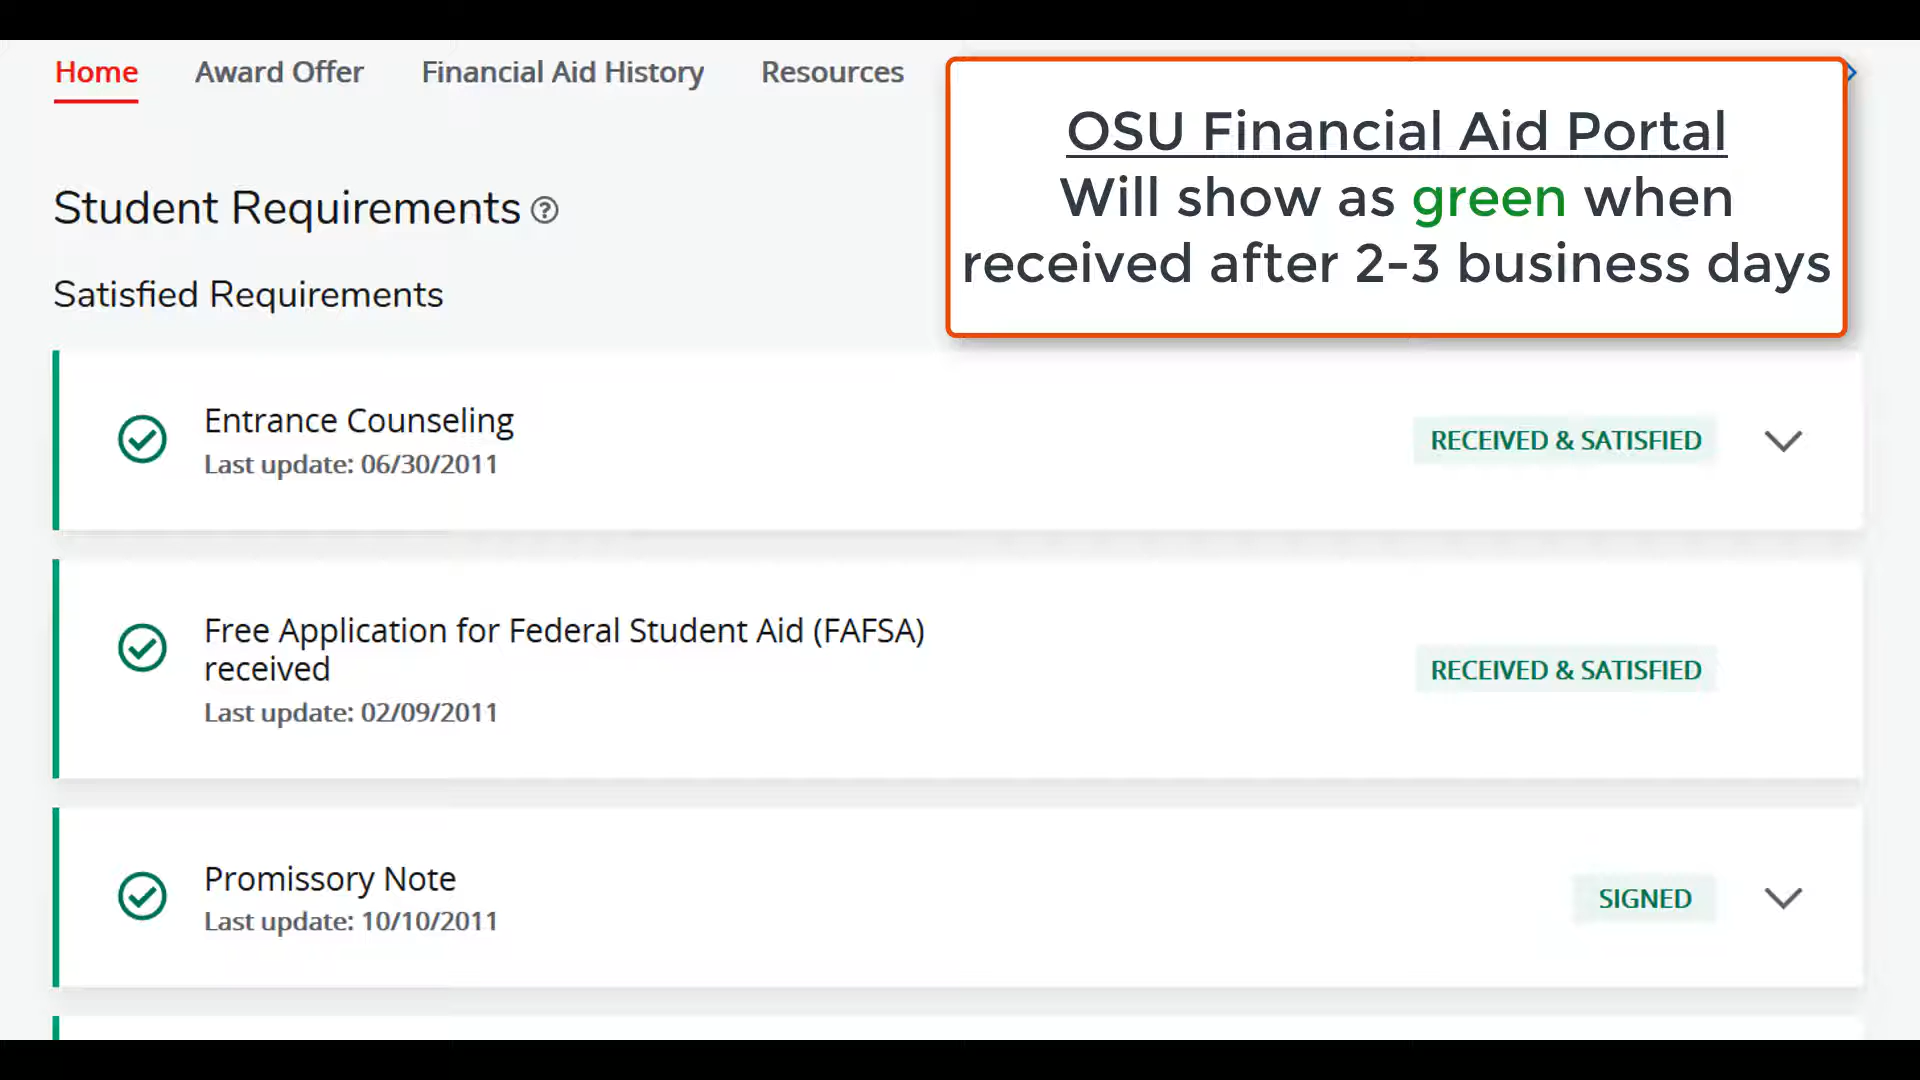 Home Award Offer Financial Aid History Resources
OSU Financial Aid Portal
Will show as green when
received after 2-3 business days
Student Requirements ?
Satisfied Requirements
Entrance Counseling
Last update: 06/30/2011
RECEIVED & SATISFIED
Free Application for Federal Student Aid (FAFSA)
received
Last update: 02/09/2011
RECEIVED & SATISFIED
Promissory Note
Last update: 10/10/2011
SIGNED